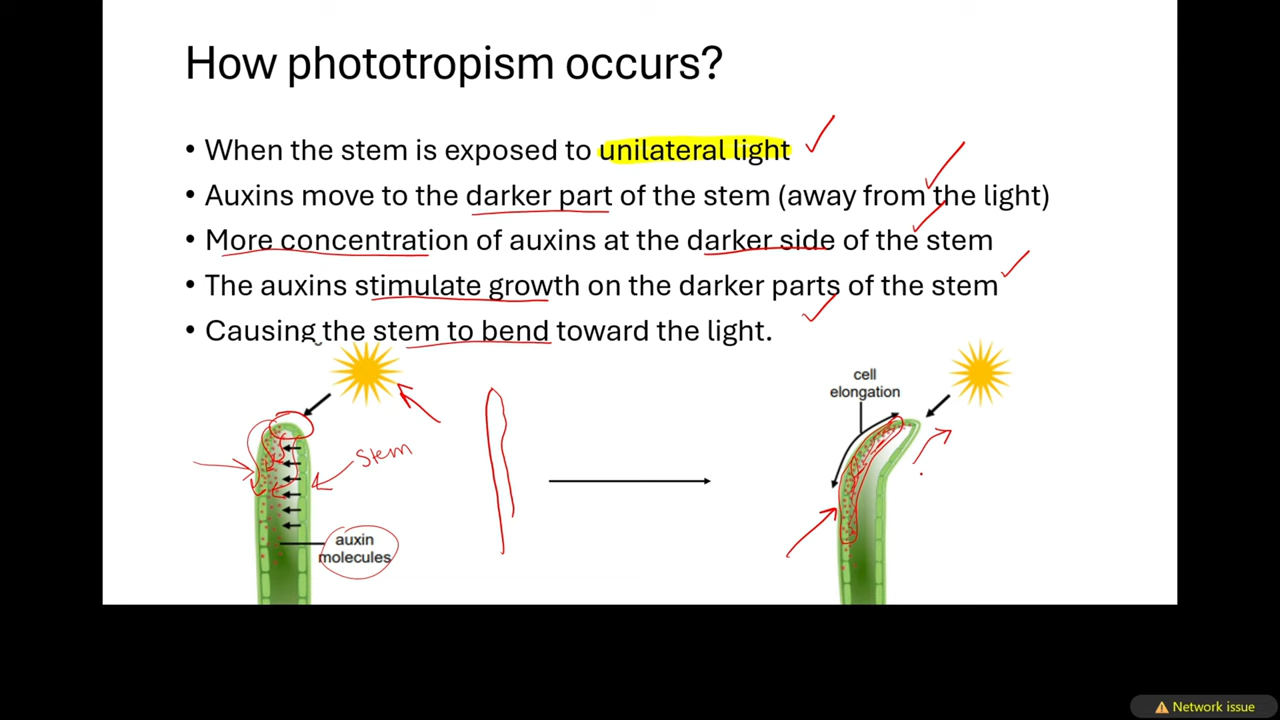 How phototropism occurs?
• When the stem is exposed to unilateral light
• Auxins move to the darker part of the stem (away from the light)
• More concentration of auxins at the darker side of the stem
• The auxins stimulate growth on the darker parts of the stem
• Causing the stem to bend toward the light.
cell
elongation
Stem
auxin
molecules
Network issue